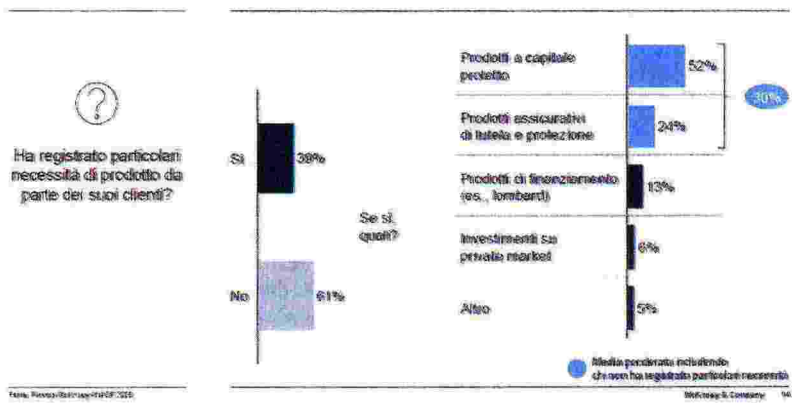 ?
Ha registrato particolari
necessità di prodotto da
parte dei suoi clienti?
Sì
39%
No
61%
Se sì,
quali?
Prodotti a capitale
protetto
52%
Prodotti assicurativi
di tutela e protezione
24%
30%
Prodotti di finanziamento
(es., lombard)
13%
Investimenti su
private market
6%
Altro
5%
Media ponderata includendo
chi non ha registrato particolari necessità
McKinsey & Company